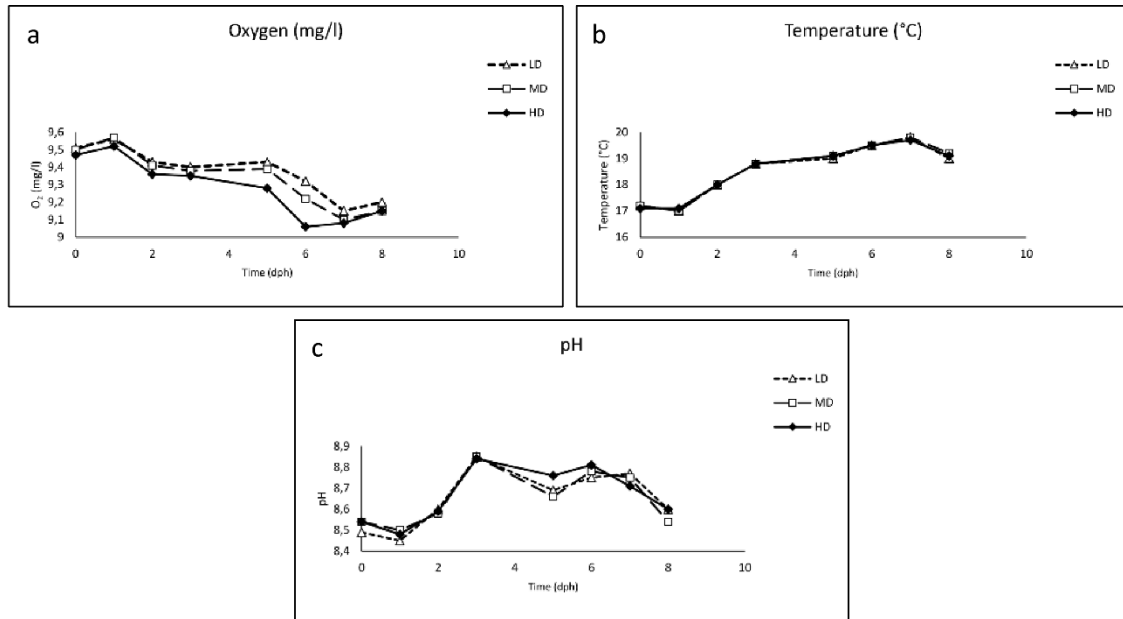 a
Oxygen (mg/l)
LD
MD
HD
9,6
9,5
9,4
9,3
9,2
9,1
9
O₂ (mg/l)
0 2 4 6 8 10
Time (dph)
b
Temperature (°C)
LD
MD
HD
20
19
18
17
16
Temperature (°C)
0 2 4 6 8 10
Time (dph)
c
pH
LD
MD
HD
8,9
8,8
8,7
8,6
8,5
8,4
pH
0 2 4 6 8 10
Time (dph)